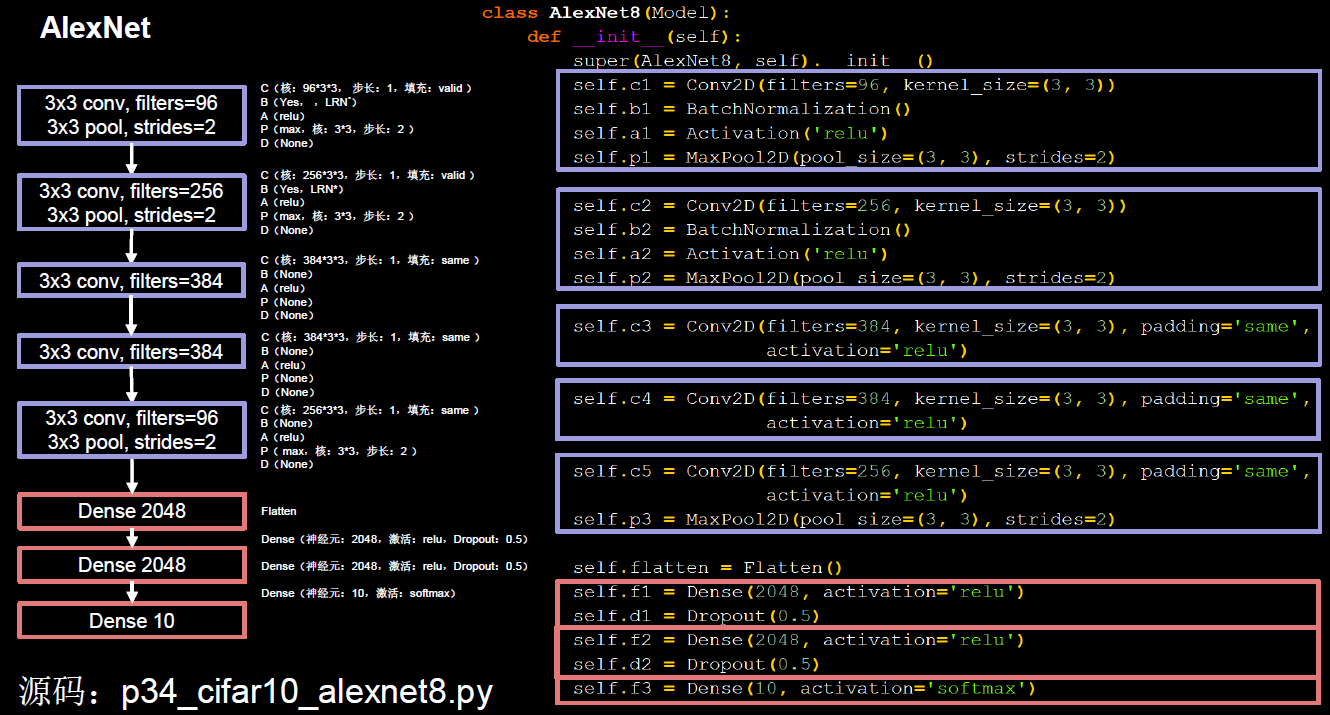 AlexNet
3x3 conv, filters=96
3x3 pool, strides=2
3x3 conv, filters=256
3x3 pool, strides=2
3x3 conv, filters=384
3x3 conv, filters=384
3x3 conv, filters=96
3x3 pool, strides=2
Dense 2048
Dense 2048
Dense 10
C（核：96*3*3，步长：1，填充：valid ）
B（Yes，，LRN*）
A（relu）
P（max，核：3*3，步长：2 ）
D（None）
C（核：256*3*3，步长：1，填充：valid ）
B（Yes，LRN*）
A（relu）
P（max，核：3*3，步长：2 ）
D（None）
C（核：384*3*3，步长：1，填充：same ）
B（None）
A（relu）
P（None）
D（None）
C（核：384*3*3，步长：1，填充：same ）
B（None）
A（relu）
P（None）
D（None）
C（核：256*3*3，步长：1，填充：same ）
B（None）
A（relu）
P（ max，核：3*3，步长：2 ）
D（None）
Flatten
Dense（神经元：2048，激活：relu，Dropout：0.5）
Dense（神经元：2048，激活：relu，Dropout：0.5）
Dense（神经元：10，激活：softmax）
class AlexNet8(Model):
def __init__(self):
super(AlexNet8, self).__init__()
self.c1 = Conv2D(filters=96, kernel_size=(3, 3))
self.b1 = BatchNormalization()
self.a1 = Activation('relu')
self.p1 = MaxPool2D(pool_size=(3, 3), strides=2)
self.c2 = Conv2D(filters=256, kernel_size=(3, 3))
self.b2 = BatchNormalization()
self.a2 = Activation('relu')
self.p2 = MaxPool2D(pool_size=(3, 3), strides=2)
self.c3 = Conv2D(filters=384, kernel_size=(3, 3), padding='same',
activation='relu')
self.c4 = Conv2D(filters=384, kernel_size=(3, 3), padding='same',
activation='relu')
self.c5 = Conv2D(filters=256, kernel_size=(3, 3), padding='same',
activation='relu')
self.p3 = MaxPool2D(pool_size=(3, 3), strides=2)
self.flatten = Flatten()
self.f1 = Dense(2048, activation='relu')
self.d1 = Dropout(0.5)
self.f2 = Dense(2048, activation='relu')
self.d2 = Dropout(0.5)
self.f3 = Dense(10, activation='softmax')
源码：p34_cifar10_alexnet8.py